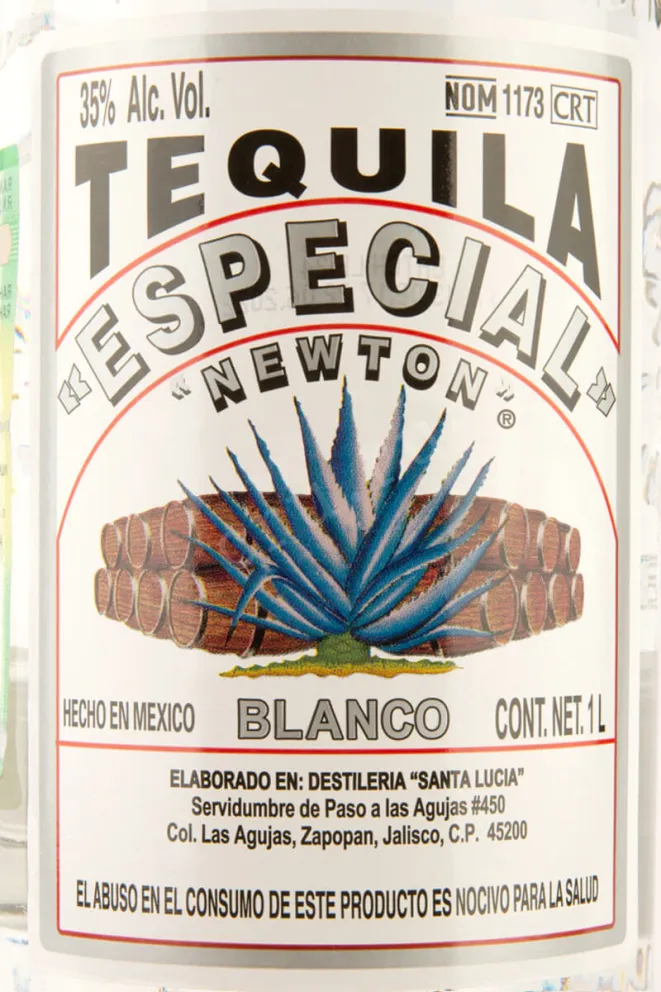 35% Alc. Vol.
NOM 1173 CRT
TEQUILA
"ESPECIAL"
"NEWTON"®
HECHO EN MEXICO
BLANCO
CONT. NET. 1 L
ELABORADO EN: DESTILERIA "SANTA LUCIA"
Servidumbre de Paso a las Agujas #450
Col. Las Agujas, Zapopan, Jalisco, C.P. 45200
EL ABUSO EN EL CONSUMO DE ESTE PRODUCTO ES NOCIVO PARA LA SALUD